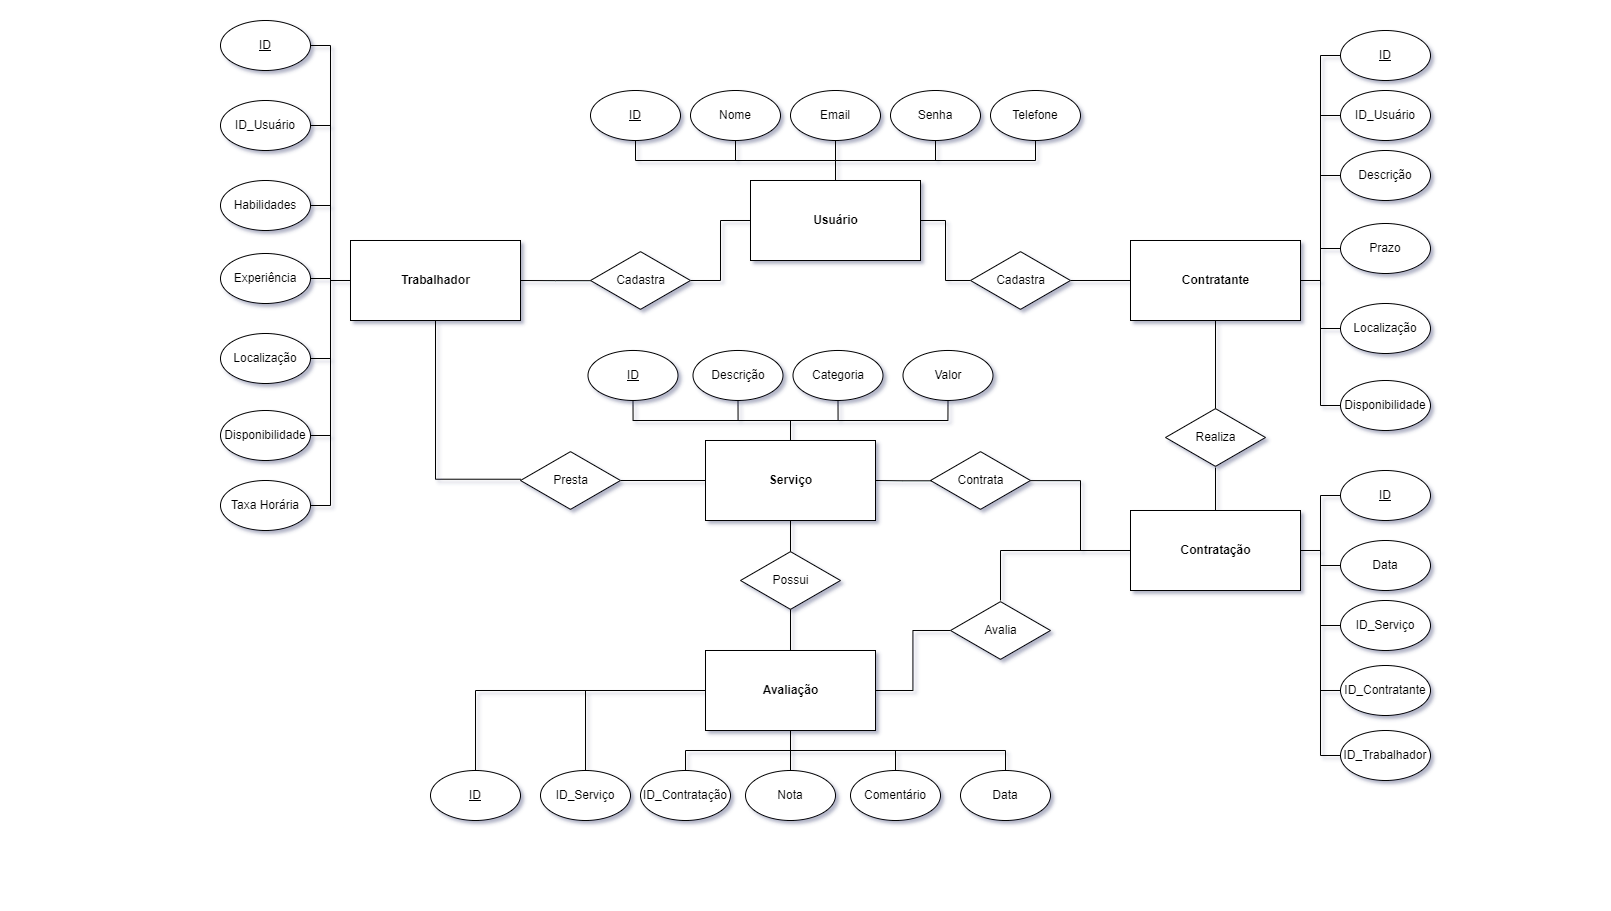 ID
ID_Usuário
Habilidades
Experiência
Localização
Disponibilidade
Taxa Horária
Trabalhador
ID
Nome
Email
Senha
Telefone
Usuário
Cadastra
Cadastra
Contratante
ID
ID_Usuário
Descrição
Prazo
Localização
Disponibilidade
ID
Descrição
Categoria
Valor
Presta
Serviço
Contrata
Realiza
Contratação
ID
Data
ID_Serviço
ID_Contratante
ID_Trabalhador
Possui
Avalia
Avaliação
ID
ID_Serviço
ID_Contratação
Nota
Comentário
Data